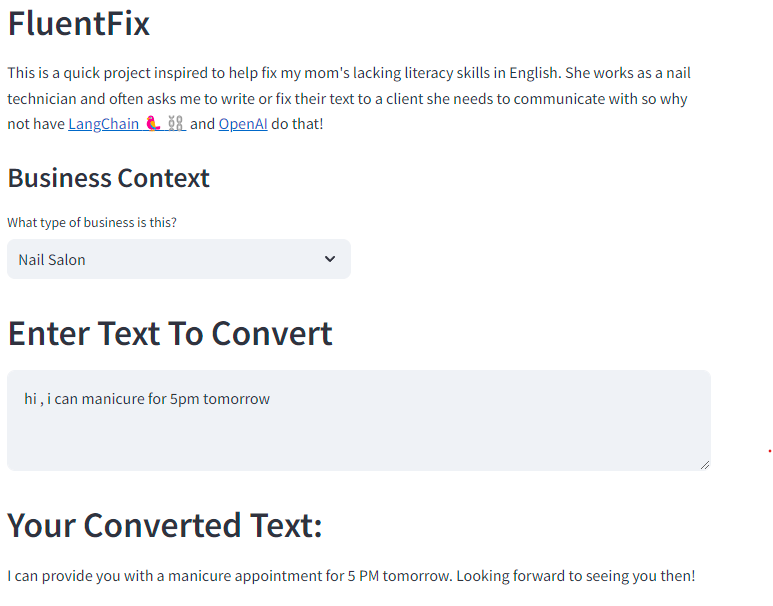 FluentFix
This is a quick project inspired to help fix my mom's lacking literacy skills in English. She works as a nail
technician and often asks me to write or fix their text to a client she needs to communicate with so why
not have LangChain 🦜⛓️ and OpenAI do that!
Business Context
What type of business is this?
Nail Salon
Enter Text To Convert
hi , i can manicure for 5pm tomorrow
Your Converted Text:
I can provide you with a manicure appointment for 5 PM tomorrow. Looking forward to seeing you then!